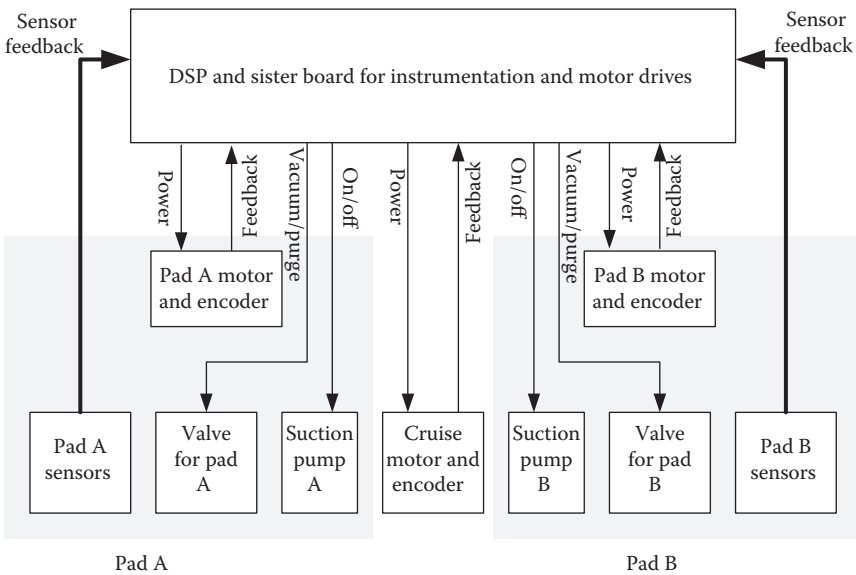 Sensor
feedback
Sensor
feedback
DSP and sister board for instrumentation and motor drives
Power
Feedback
Vacuum/purge
On/off
Power
Feedback
On/off
Vacuum/purge
Power
Feedback
Pad A motor
and encoder
Pad B motor
and encoder
Pad A
sensors
Valve
for pad
A
Suction
pump
A
Cruise
motor and
encoder
Suction
pump
B
Valve
for pad
B
Pad B
sensors
Pad A
Pad B